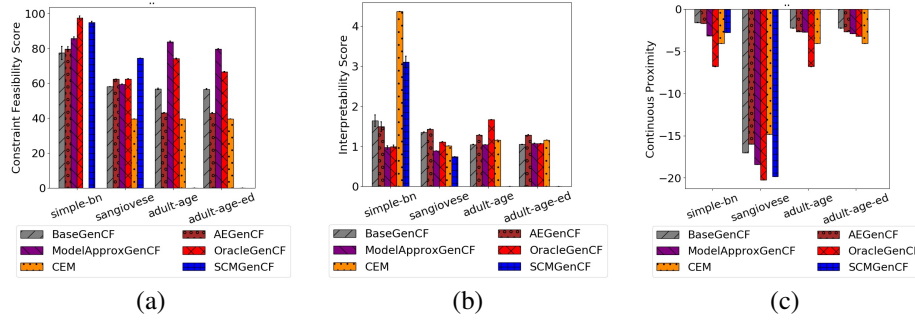 Constraint Feasibility Score
100
80
60
40
20
0
simple-bn
sangiovese
adult-age
adult-age-ed
BaseGenCF
AEGenCF
ModelApproxGenCF
OracleGenCF
CEM
SCMGenCF
(a)
Interpretability Score
4
3
2
1
0
simple-bn
sangiovese
adult-age
adult-age-ed
BaseGenCF
AEGenCF
ModelApproxGenCF
OracleGenCF
CEM
SCMGenCF
(b)
Continuous Proximity
0
−5
−10
−15
−20
simple-bn
sangiovese
adult-age
adult-age-ed
BaseGenCF
AEGenCF
ModelApproxGenCF
OracleGenCF
CEM
SCMGenCF
(c)